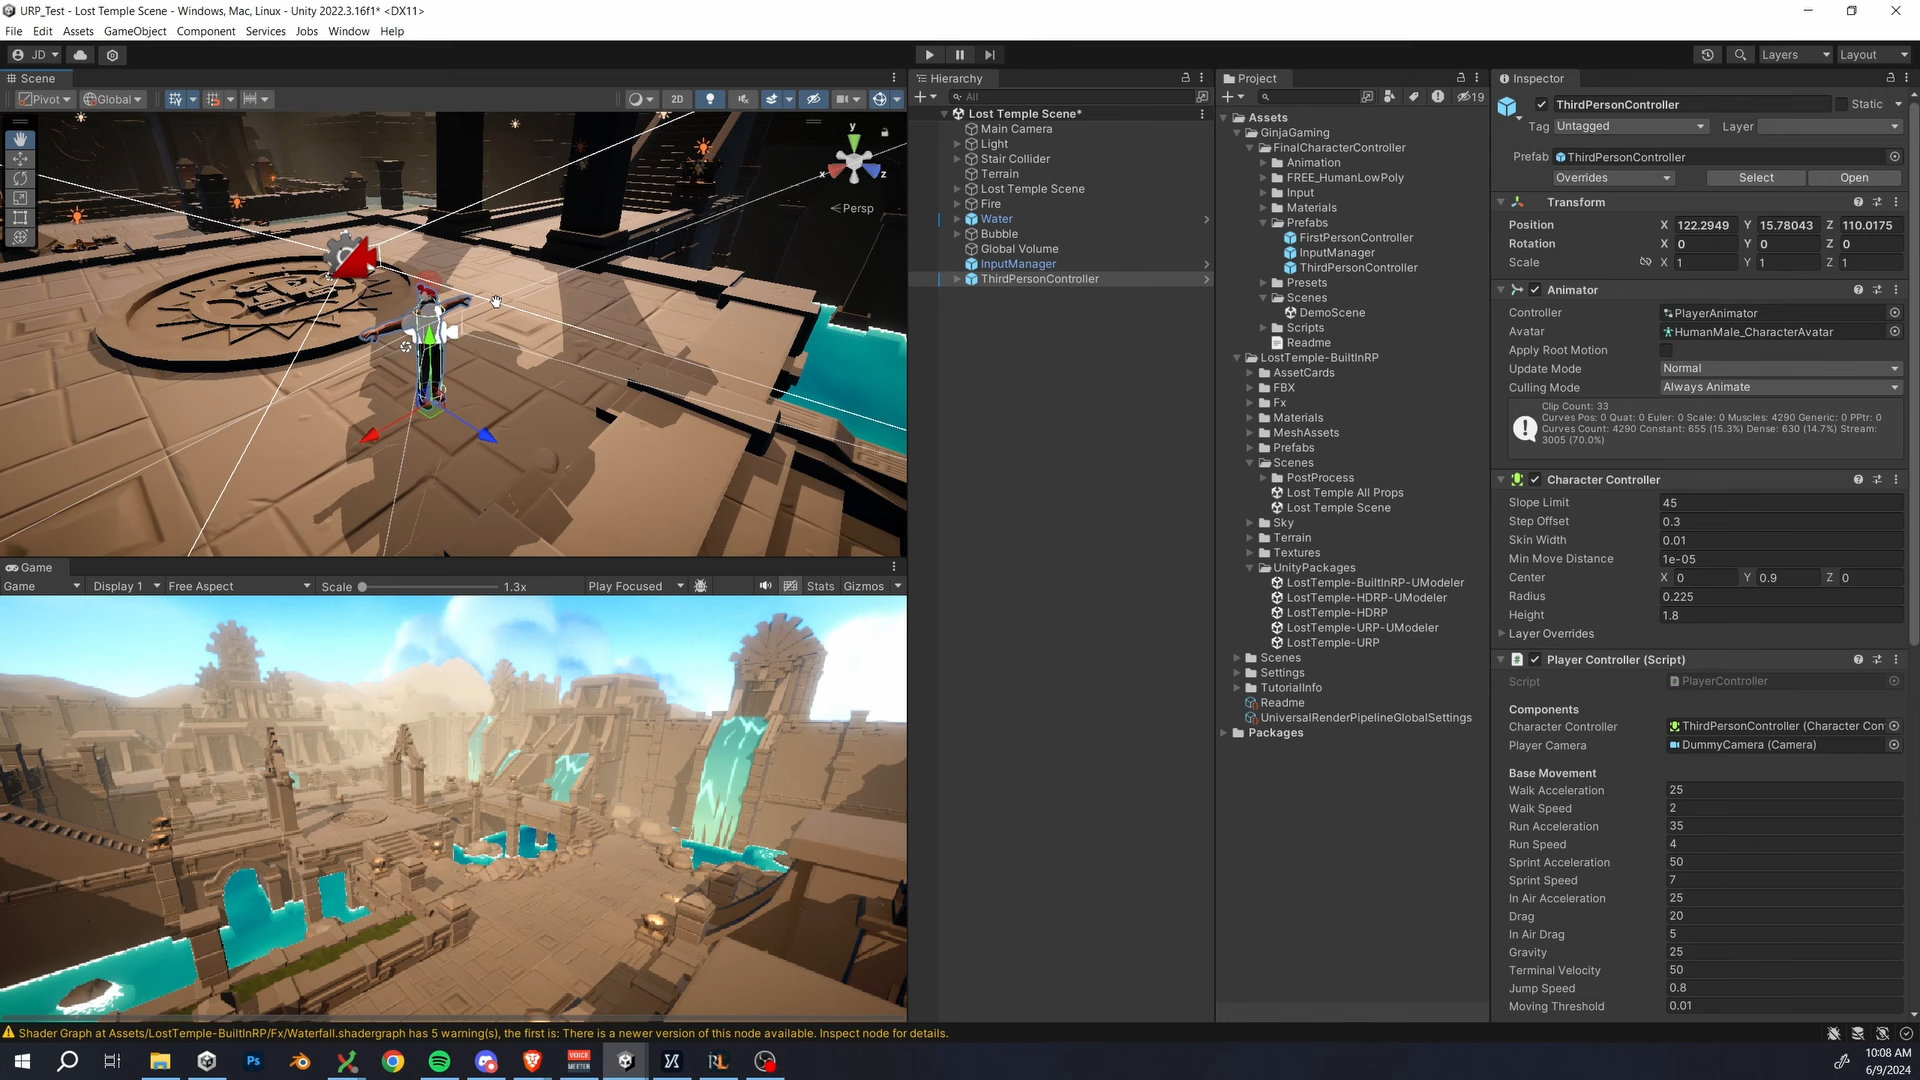 URP_Test - Lost Temple Scene - Windows, Mac, Linux - Unity 2022.3.16f1* <DX11>
File Edit Assets GameObject Component Services Jobs Window Help
JD
Layers
Layout
Scene
Pivot
Global
2D
y
x
z
Persp
Game
Game
Display 1
Free Aspect
Scale
1.3x
Play Focused
Stats
Gizmos
Hierarchy
All
Lost Temple Scene*
Main Camera
Light
Stair Collider
Terrain
Lost Temple Scene
Fire
Water
Bubble
Global Volume
InputManager
ThirdPersonController
Project
19
Assets
GinjaGaming
FinalCharacterController
Animation
FREE_HumanLowPoly
Input
Materials
Prefabs
FirstPersonController
InputManager
ThirdPersonController
Presets
Scenes
DemoScene
Scripts
Readme
LostTemple-BuiltInRP
AssetCards
FBX
Fx
Materials
MeshAssets
Prefabs
Scenes
PostProcess
Lost Temple All Props
Lost Temple Scene
Sky
Terrain
Textures
UnityPackages
LostTemple-BuiltInRP-UModeler
LostTemple-HDRP-UModeler
LostTemple-HDRP
LostTemple-URP-UModeler
LostTemple-URP
Scenes
Settings
TutorialInfo
Readme
UniversalRenderPipelineGlobalSettings
Packages
Inspector
ThirdPersonController
Static
Tag Untagged Layer
Prefab ThirdPersonController
Overrides Select Open
Transform
Position X 122.2949 Y 15.78043 Z 110.0175
Rotation X 0 Y 0 Z 0
Scale X 1 Y 1 Z 1
Animator
Controller PlayerAnimator
Avatar HumanMale_CharacterAvatar
Apply Root Motion
Update Mode Normal
Culling Mode Always Animate
Clip Count: 33
Curves Pos: 0 Quat: 0 Euler: 0 Scale: 0 Muscles: 4290 Generic: 0 PPtr: 0
Curves Count: 4290 Constant: 655 (15.3%) Dense: 630 (14.7%) Stream:
3005 (70.0%)
Character Controller
Slope Limit 45
Step Offset 0.3
Skin Width 0.01
Min Move Distance 1e-05
Center X 0 Y 0.9 Z 0
Radius 0.225
Height 1.8
Layer Overrides
Player Controller (Script)
Script PlayerController
Components
Character Controller ThirdPersonController (Character Con
Player Camera DummyCamera (Camera)
Base Movement
Walk Acceleration 25
Walk Speed 2
Run Acceleration 35
Run Speed 4
Sprint Acceleration 50
Sprint Speed 7
In Air Acceleration 25
Drag 20
In Air Drag 5
Gravity 25
Terminal Velocity 50
Jump Speed 0.8
Moving Threshold 0.01
Shader Graph at Assets/LostTemple-BuiltInRP/Fx/Waterfall.shadergraph has 5 warning(s), the first is: There is a newer version of this node available. Inspect node for details.
Ps
VOICE
MEETER
RL
10:08 AM
6/9/2024